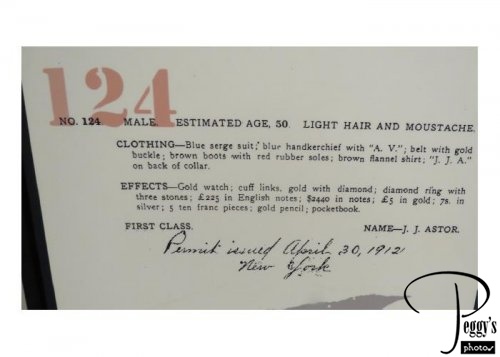 124
NO. 124 MALE. ESTIMATED AGE, 50. LIGHT HAIR AND MOUSTACHE.
CLOTHING—Blue serge suit; blue handkerchief with "A. V."; belt with gold
buckle; brown boots with red rubber soles; brown flannel shirt; "J. J. A."
on back of collar.
EFFECTS—Gold watch; cuff links, gold with diamond; diamond ring with
three stones; £225 in English notes; $2440 in notes; £5 in gold; 7s. in
silver; 5 ten franc pieces; gold pencil; pocketbook.
FIRST CLASS. NAME—J. J. ASTOR.
Permit issued April 30, 1912
New York
Peggy's
photos